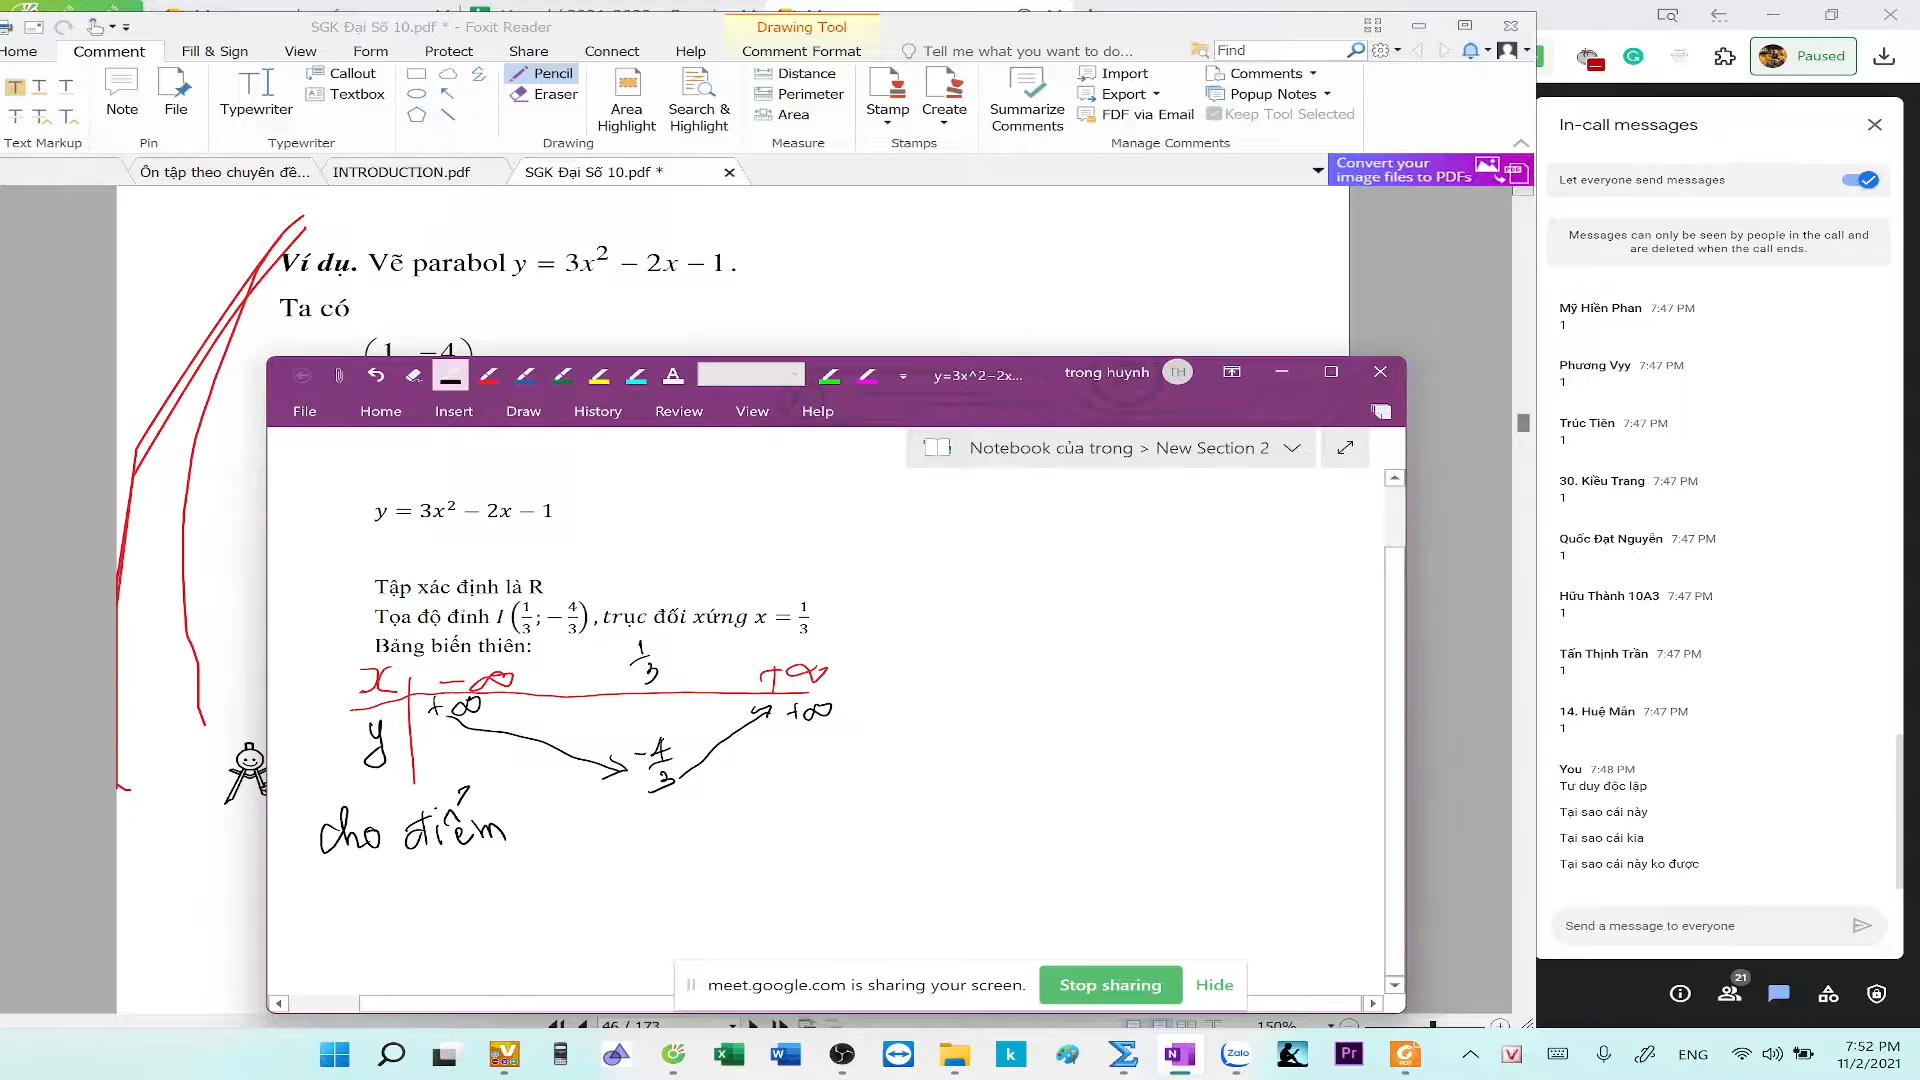 SGK Đại Số 10.pdf * - Foxit Reader
Drawing Tool
Home Comment Fill & Sign View Form Protect Share Connect Help Comment Format Tell me what you want to do... Find
Paused
Callout
Textbox
Pencil
Eraser
Distance
Perimeter
Area
Import
Export
FDF via Email
Comments
Popup Notes
Keep Tool Selected
Note File Typewriter
Area Highlight
Search & Highlight
Stamp Create
Summarize Comments
Text Markup Pin Typewriter Drawing Measure Stamps Manage Comments
Ôn tập theo chuyên đề... INTRODUCTION.pdf SGK Đại Số 10.pdf *
Convert your
image files to PDFs
Ví dụ. Vẽ parabol y = 3x² − 2x − 1.
Ta có
(1 −4)
y=3x^2−2x... trong huynh TH
File Home Insert Draw History Review View Help
Notebook của trong > New Section 2
y = 3x² − 2x − 1
Tập xác định là R
Tọa độ đỉnh I (1/3; −4/3), trục đối xứng x = 1/3
Bảng biến thiên:
1/3
x −∞ +∞
+∞ +∞
y
−4/3
cho điểm
meet.google.com is sharing your screen. Stop sharing Hide
46 / 173 150%
In-call messages
Let everyone send messages
Messages can only be seen by people in the call and
are deleted when the call ends.
Mỹ Hiền Phan 7:47 PM
1
Phương Vyy 7:47 PM
1
Trúc Tiên 7:47 PM
1
30. Kiều Trang 7:47 PM
1
Quốc Đạt Nguyễn 7:47 PM
1
Hữu Thành 10A3 7:47 PM
1
Tấn Thịnh Trần 7:47 PM
1
14. Huệ Mẫn 7:47 PM
1
You 7:48 PM
Tư duy độc lập
Tại sao cái này
Tại sao cái kia
Tại sao cái này ko được
Send a message to everyone
21
Zalo
Pr
ENG
7:52 PM
11/2/2021